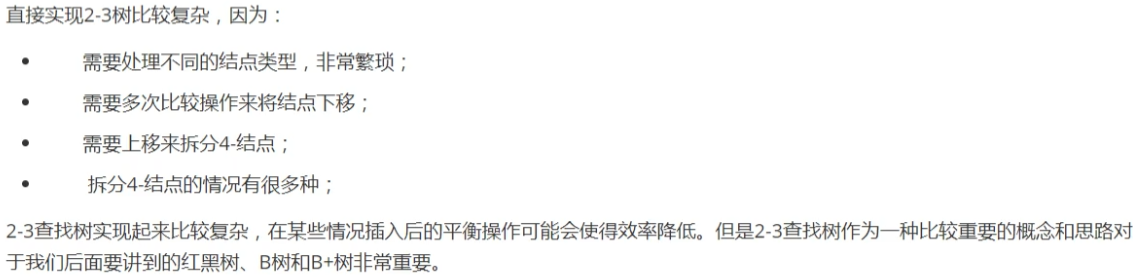 直接实现2-3树比较复杂，因为：
• 需要处理不同的结点类型，非常繁琐；
• 需要多次比较操作来将结点下移；
• 需要上移来拆分4-结点；
• 拆分4-结点的情况有很多种；
2-3查找树实现起来比较复杂，在某些情况插入后的平衡操作可能会使得效率降低。但是2-3查找树作为一种比较重要的概念和思路对
于我们后面要讲到的红黑树、B树和B+树非常重要。